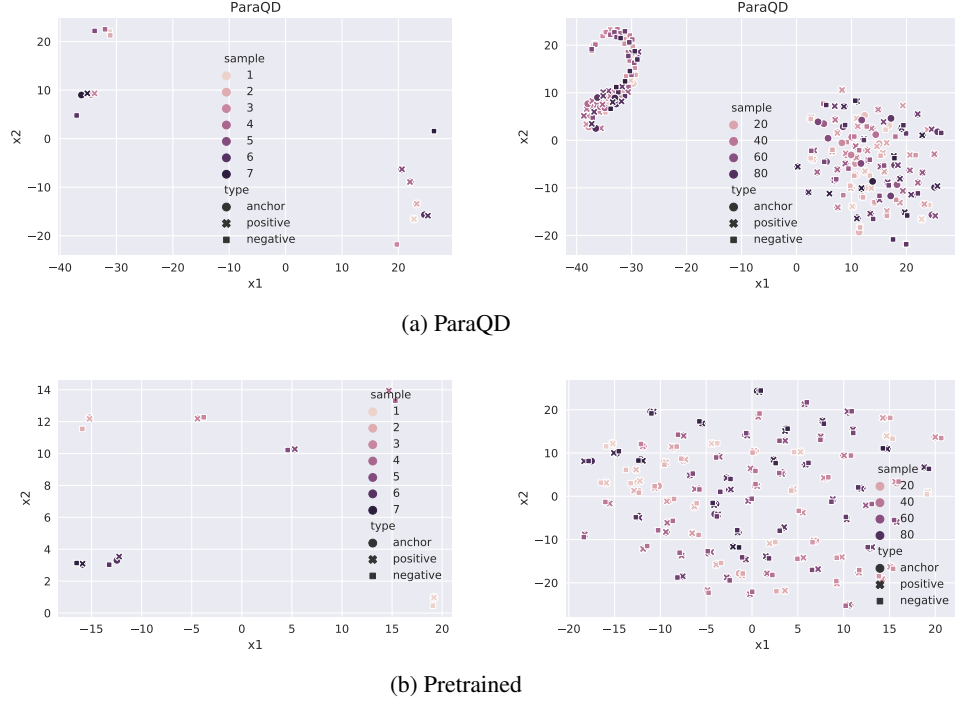 ParaQD
20
10
0
−10
−20
x2
−40
−30
−20
−10
0
10
20
x1
sample
1
2
3
4
5
6
7
type
anchor
positive
negative
ParaQD
20
10
0
−10
−20
x2
−40
−30
−20
−10
0
10
20
x1
sample
20
40
60
80
type
anchor
positive
negative
(a) ParaQD
14
12
10
8
6
4
2
0
x2
−15
−10
−5
0
5
10
15
20
x1
sample
1
2
3
4
5
6
7
type
anchor
positive
negative
20
10
0
−10
−20
x2
−20
−15
−10
−5
0
5
10
15
20
x1
sample
20
40
60
80
type
anchor
positive
negative
(b) Pretrained